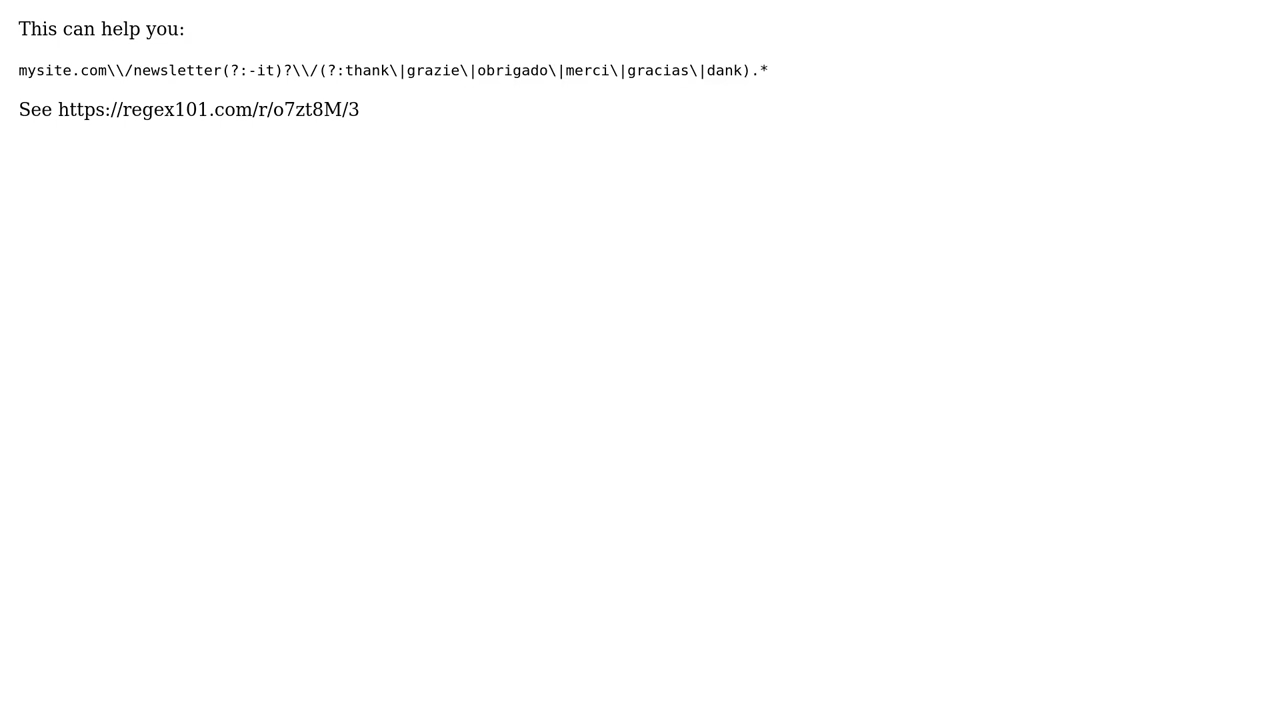 This can help you:
mysite.com\\/newsletter(?:-it)?\\/(?:thank\|grazie\|obrigado\|merci\|gracias\|dank).*
See https://regex101.com/r/o7zt8M/3